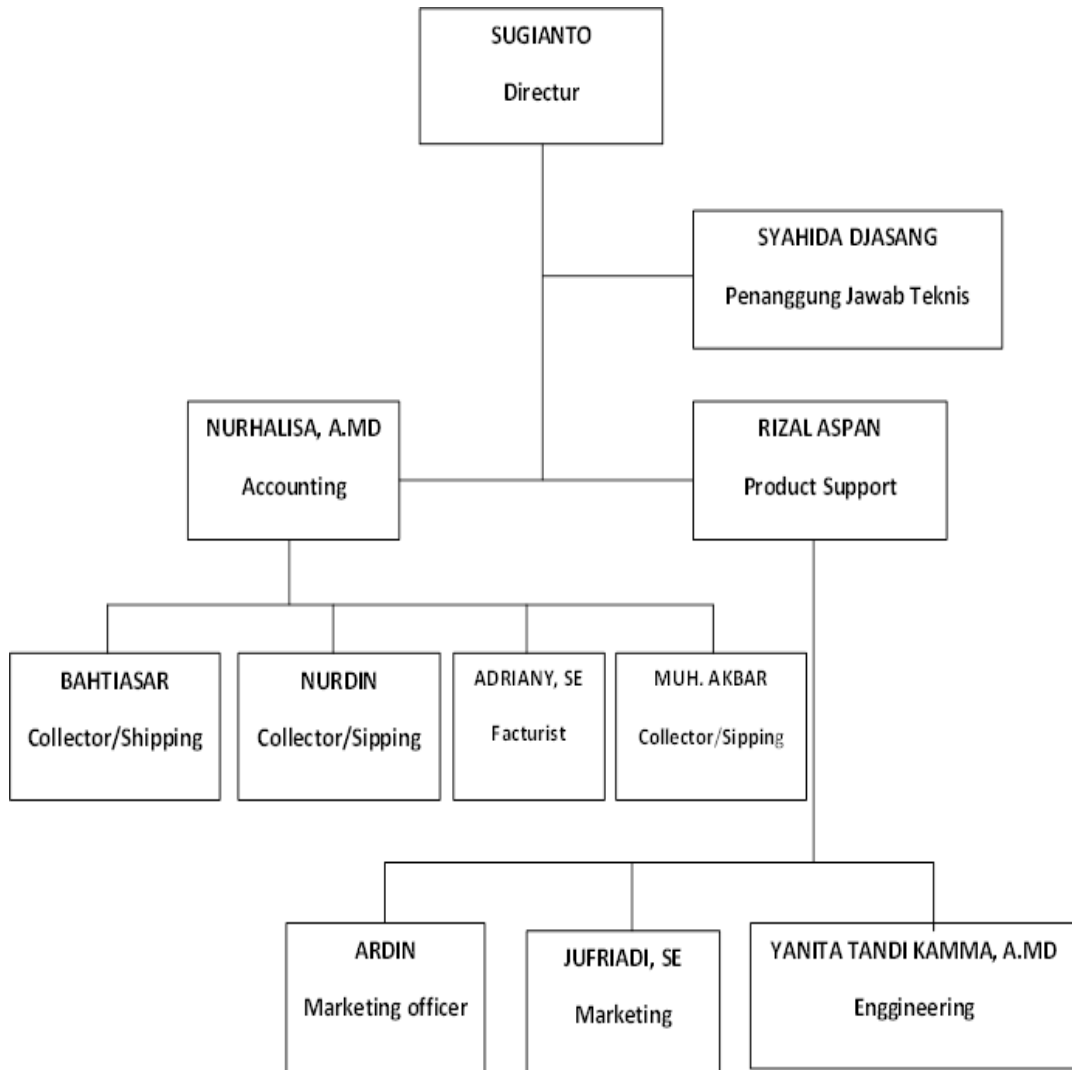 SUGIANTO
Directur
SYAHIDA DJASANG
Penanggung Jawab Teknis
NURHALISA, A.MD
Accounting
RIZAL ASPAN
Product Support
BAHTIASAR
Collector/Shipping
NURDIN
Collector/Sipping
ADRIANY, SE
Facturist
MUH. AKBAR
Collector/Sipping
ARDIN
Marketing officer
JUFRIADI, SE
Marketing
YANITA TANDI KAMMA, A.MD
Enggineering